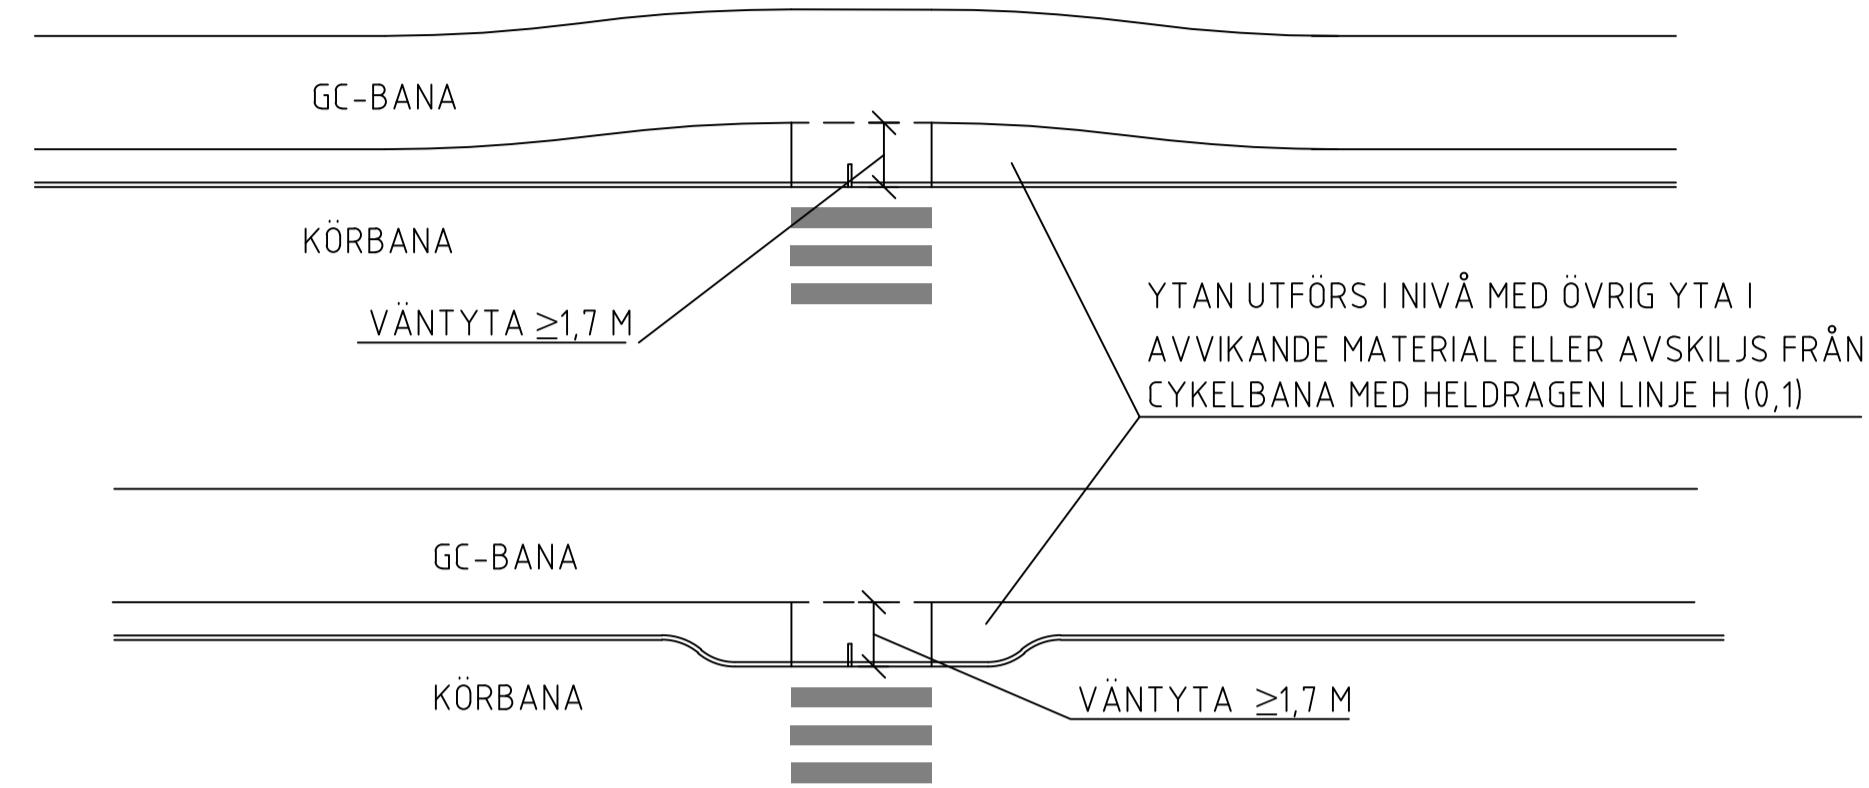 GC-BANA
KÖRBANA
VÄNTYTA ≥1,7 M
YTAN UTFÖRS I NIVÅ MED ÖVRIG YTA I
AVVIKANDE MATERIAL ELLER AVSKILJS FRÅN
CYKELBANA MED HELDRAGEN LINJE H (0,1)
GC-BANA
KÖRBANA
VÄNTYTA ≥1,7 M